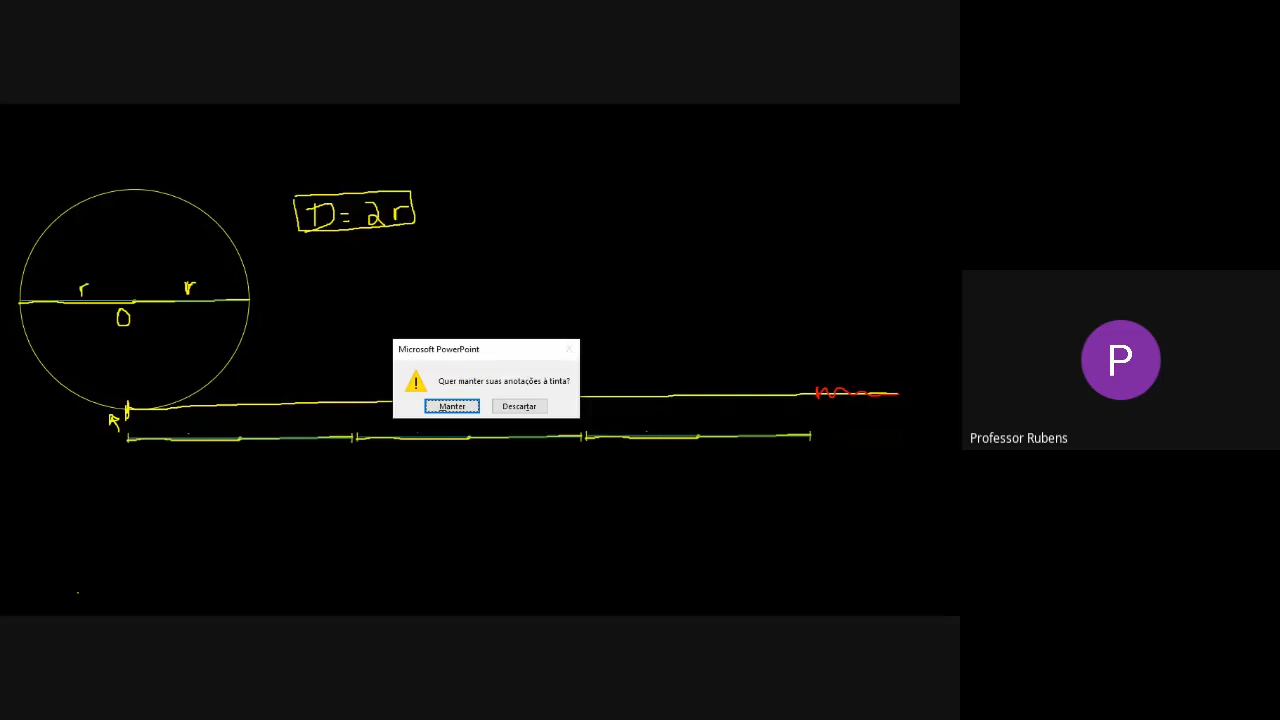 D = 2r
r r
O
Microsoft PowerPoint
Quer manter suas anotações à tinta?
Manter Descartar
P
Professor Rubens